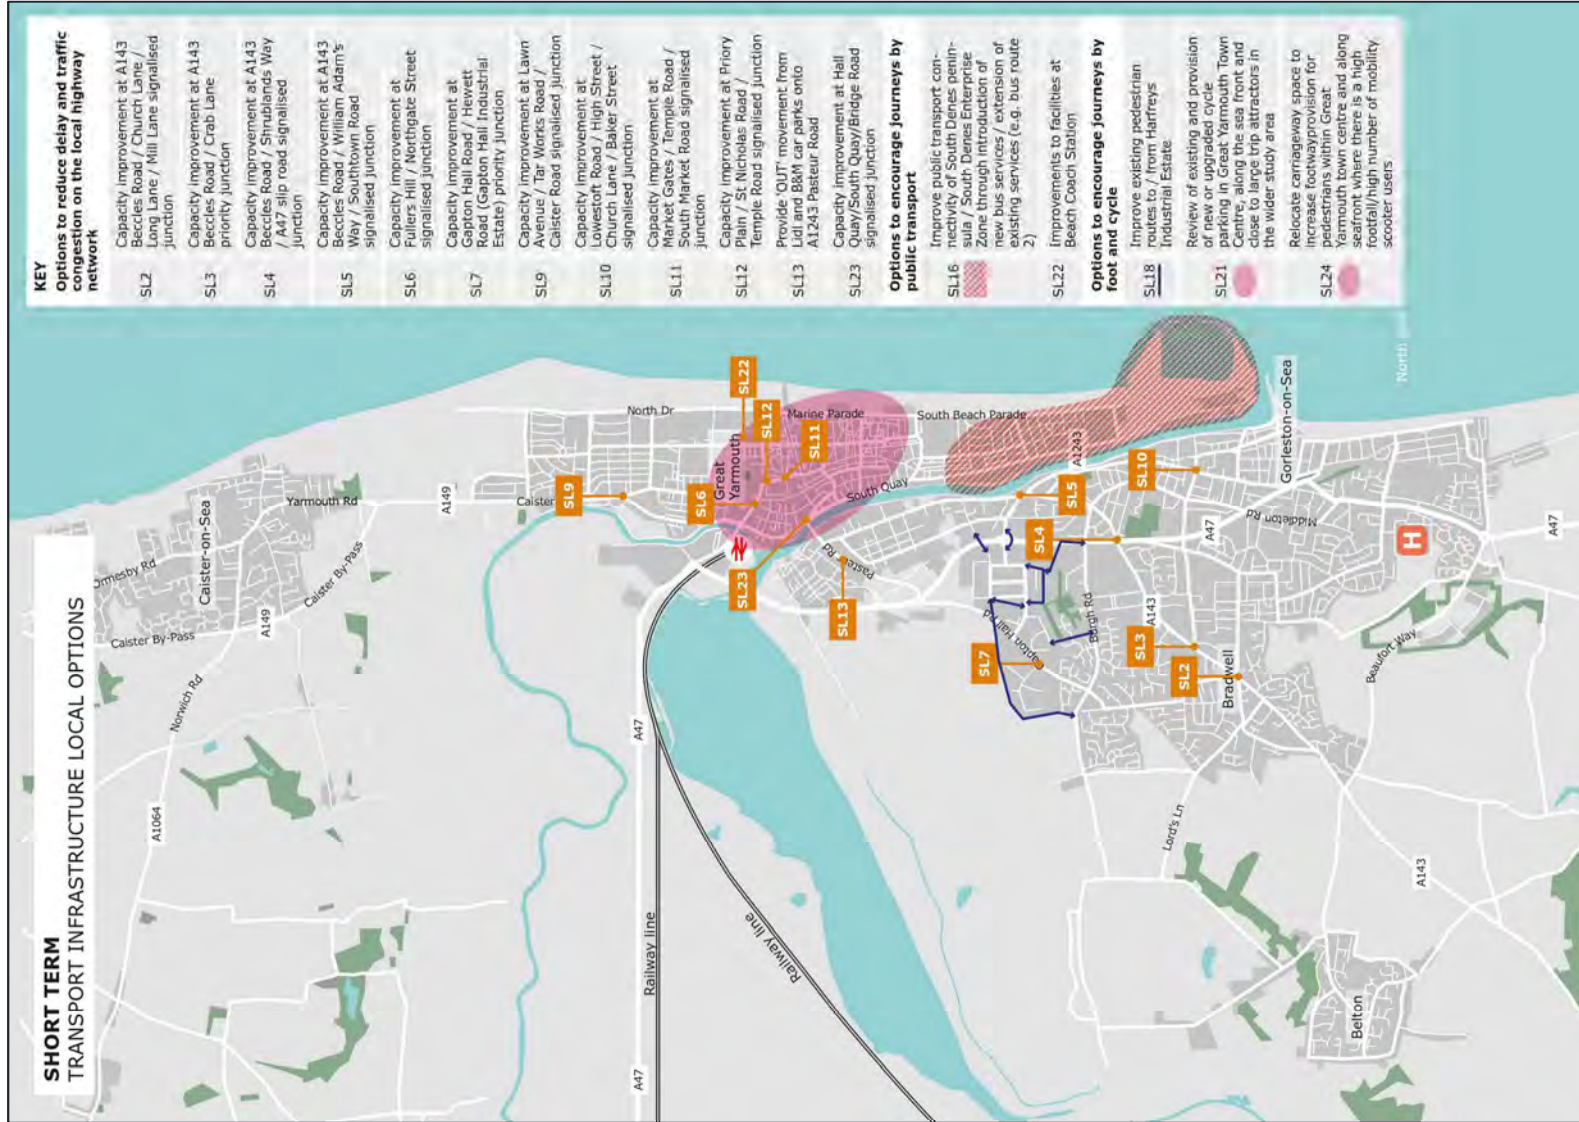 SHORT TERM
TRANSPORT INFRASTRUCTURE LOCAL OPTIONS
KEY
Options to reduce delay and traffic
congestion on the local highway
network
SL2
Capacity improvement at A143
Beccles Road / Church Lane /
Long Lane / Mill Lane signalised
junction
SL3
Capacity improvement at A143
Beccles Road / Crab Lane
priority junction
SL4
Capacity improvement at A143
Beccles Road / Shrublands Way
/ A47 slip road signalised
junction
SL5
Capacity improvement at A143
Beccles Road / William Adam's
Way / Southtown Road
signalised junction
SL6
Capacity improvement at
Fullers Hill / Northgate Street
signalised junction
SL7
Capacity improvement at
Gapton Hall Road / Hewett
Road (Gapton Hall Industrial
Estate) priority junction
SL9
Capacity improvement at Lawn
Avenue / Tar Works Road /
Caister Road signalised junction
SL10
Capacity improvement at
Lowestoft Road / High Street /
Church Lane / Baker Street
signalised junction
SL11
Capacity improvement at
Market Gates / Temple Road /
South Market Road signalised
junction
SL12
Capacity improvement at Priory
Plain / St Nicholas Road /
Temple Road signalised junction
SL13
Provide 'OUT' movement from
Lidl and B&M car parks onto
A1243 Pasteur Road
SL23
Capacity improvement at Hall
Quay/South Quay/Bridge Road
signalised junction
Options to encourage journeys by
public transport
SL16
Improve public transport con-
nectivity of South Denes penin-
sula / South Denes Enterprise
Zone through introduction of
new bus services / extension of
existing services (e.g. bus route
2)
SL22
improvements to facilities at
Beach Coach Station
Options to encourage journeys by
foot and cycle
SL18
Improve existing pedestrian
routes to / from Harfreys
Industrial Estate
SL21
Review of existing and provision
of new or upgraded cycle
parking in Great Yarmouth Town
Centre, along the sea front and
close to large trip attractors in
the wider study area
SL24
Relocate carriageway space to
increase footwayprovision for
pedestrians within Great
Yarmouth town centre and along
seafront where there is a high
footfall/high number of mobility
scooter users
Ormesby Rd
Caister-on-Sea
Yarmouth Rd
Caister By-Pass
Caister By-Pass
A149
A149
Norwich Rd
A1064
Caister
SL9
North Dr
SL22
SL12
SL6
Great
Yarmouth
Marine Parade
SL11
SL23
South Quay
South Beach Parade
SL13
Paster Rd
A47
A47
Railway line
Railway line
A1243
SL5
SL10
SL4
Gorleston-on-Sea
North
Middleton Rd
A47
A47
H
Gapton Hall Rd
Burgh Rd
SL7
A143
SL3
SL2
Bradwell
Beaufort Way
Lord's Ln
A143
Belton